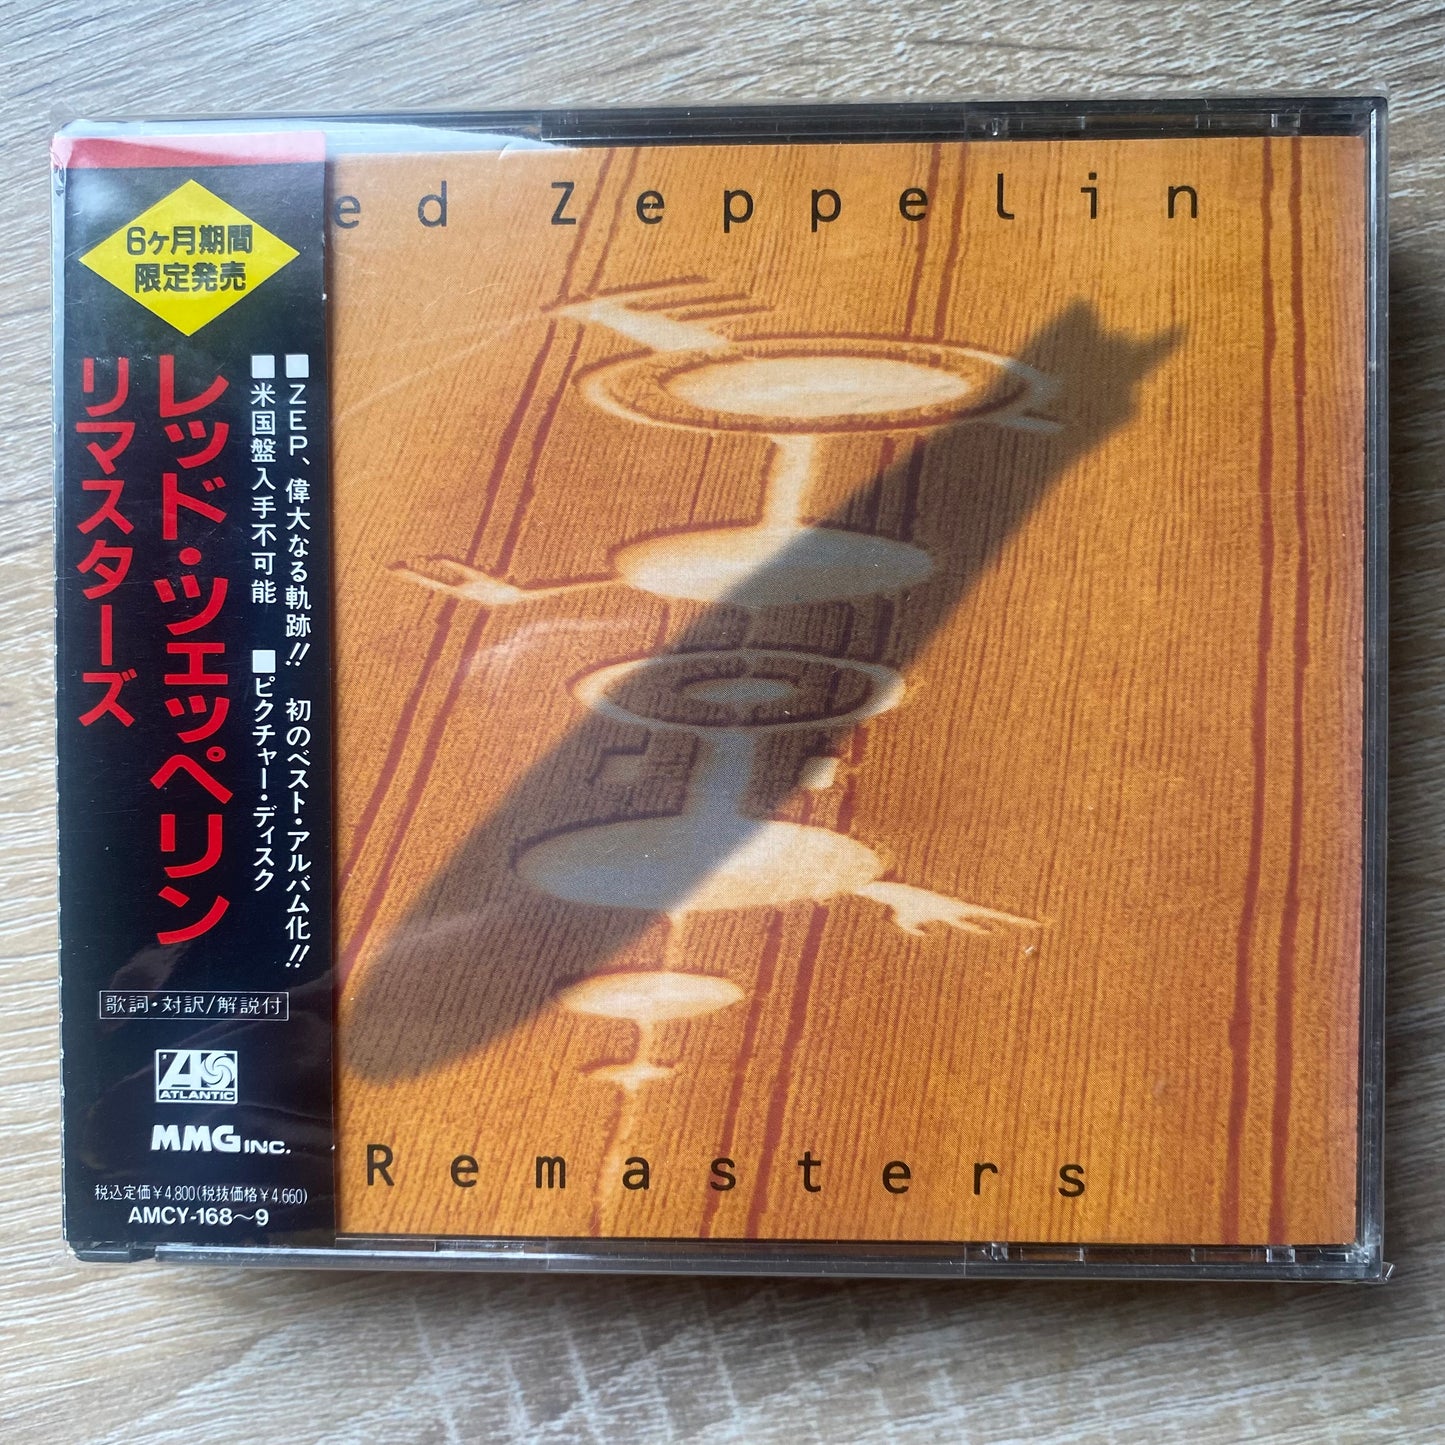 6ヶ月期間
限定発売
レッド・ツェッペリン
リマスターズ
■ZEP、偉大なる軌跡!! 初のベスト・アルバム化!!
■米国盤入手不可能 ■ピクチャー・ディスク
歌詞・対訳/解説付
ATLANTIC
MMG INC.
税込定価¥4,800(税抜価格¥4,660)
AMCY-168〜9
ed Zeppelin
Remasters